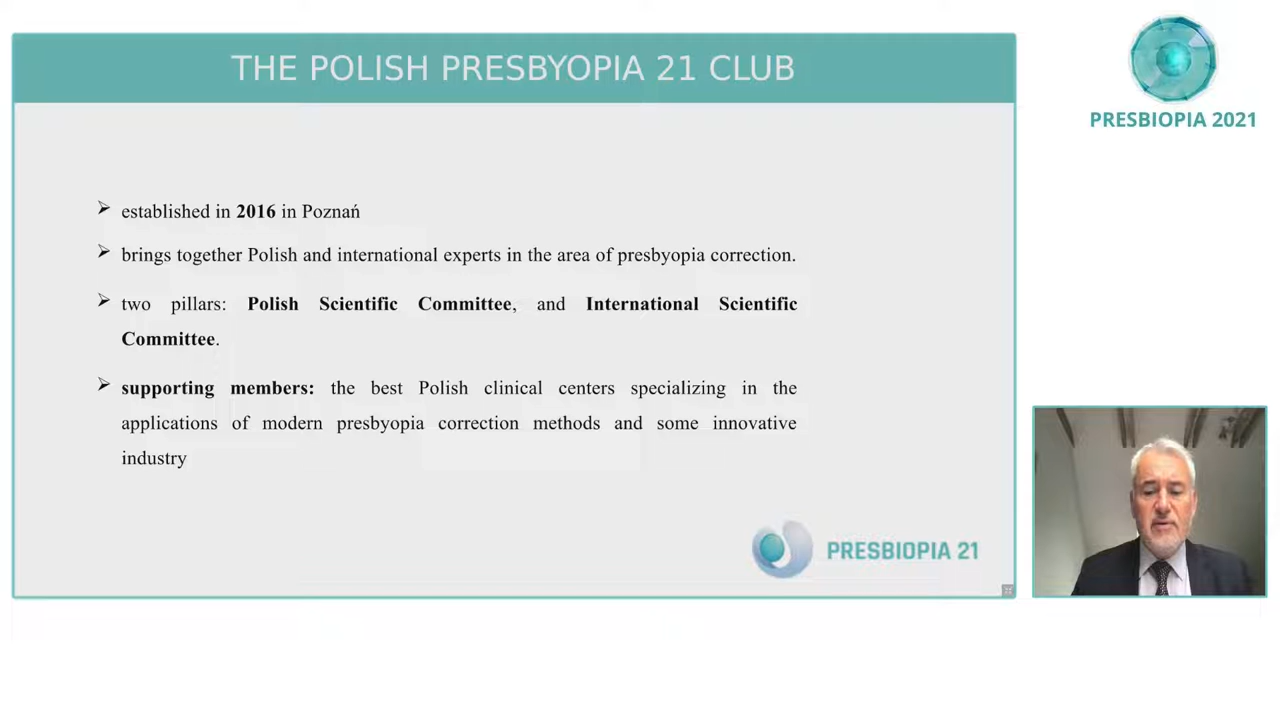 THE POLISH PRESBYOPIA 21 CLUB
established in 2016 in Poznań
brings together Polish and international experts in the area of presbyopia correction.
two pillars: Polish Scientific Committee, and International Scientific
Committee.
supporting members: the best Polish clinical centers specializing in the
applications of modern presbyopia correction methods and some innovative
industry
PRESBIOPIA 21
PRESBIOPIA 2021